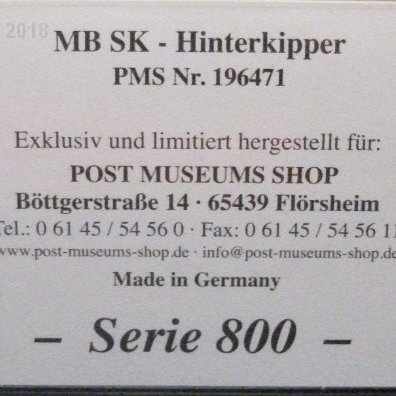 2018
MB SK - Hinterkipper
PMS Nr. 196471
Exklusiv und limitiert hergestellt für:
POST MUSEUMS SHOP
Böttgerstraße 14 · 65439 Flörsheim
Tel.: 0 61 45 / 54 56 0 · Fax: 0 61 45 / 54 56 11
www.post-museums-shop.de · info@post-museums-shop.de
Made in Germany
– Serie 800 –